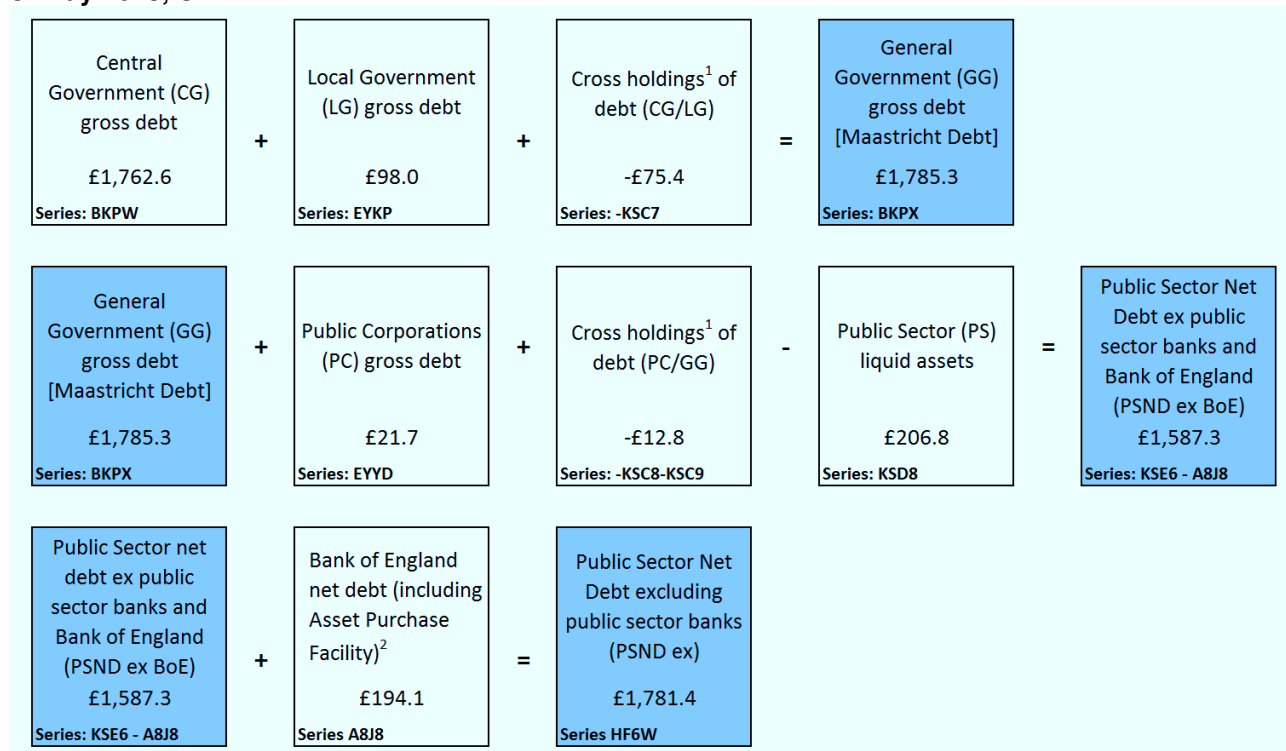 Central
Government (CG)
gross debt
£1,762.6
Series: BKPW
+
Local Government
(LG) gross debt
£98.0
Series: EYKP
+
Cross holdings¹ of
debt (CG/LG)
-£75.4
Series: -KSC7
=
General
Government (GG)
gross debt
[Maastricht Debt]
£1,785.3
Series: BKPX
General
Government (GG)
gross debt
[Maastricht Debt]
£1,785.3
Series: BKPX
+
Public Corporations
(PC) gross debt
£21.7
Series: EYYD
+
Cross holdings¹ of
debt (PC/GG)
-£12.8
Series: -KSC8-KSC9
-
Public Sector (PS)
liquid assets
£206.8
Series: KSD8
=
Public Sector Net
Debt ex public
sector banks and
Bank of England
(PSND ex BoE)
£1,587.3
Series: KSE6 - A8J8
Public Sector net
debt ex public
sector banks and
Bank of England
(PSND ex BoE)
£1,587.3
Series: KSE6 - A8J8
+
Bank of England
net debt (including
Asset Purchase
Facility)²
£194.1
Series A8J8
=
Public Sector Net
Debt excluding
public sector banks
(PSND ex)
£1,781.4
Series HF6W